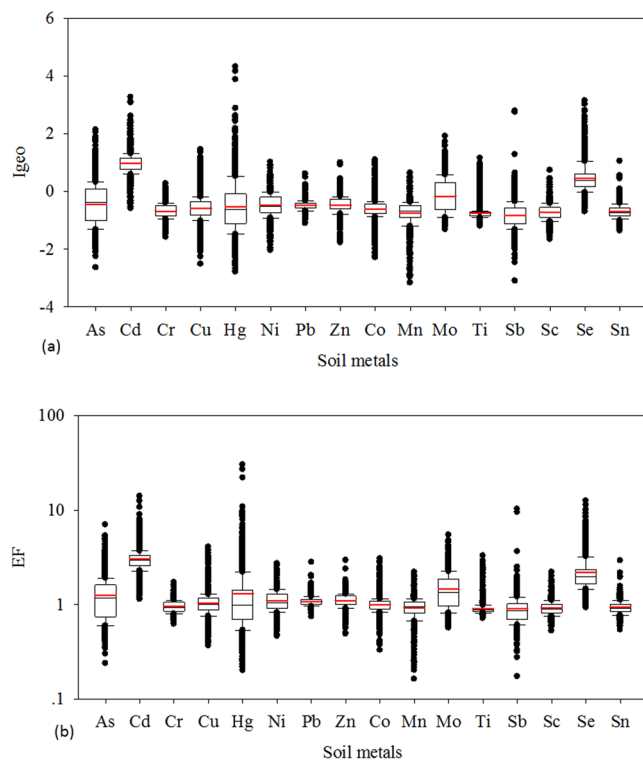 6
4
2
0
-2
-4
Igeo
As Cd Cr Cu Hg Ni Pb Zn Co Mn Mo Ti Sb Sc Se Sn
(a)
Soil metals
100
10
1
.1
EF
As Cd Cr Cu Hg Ni Pb Zn Co Mn Mo Ti Sb Sc Se Sn
(b)
Soil metals